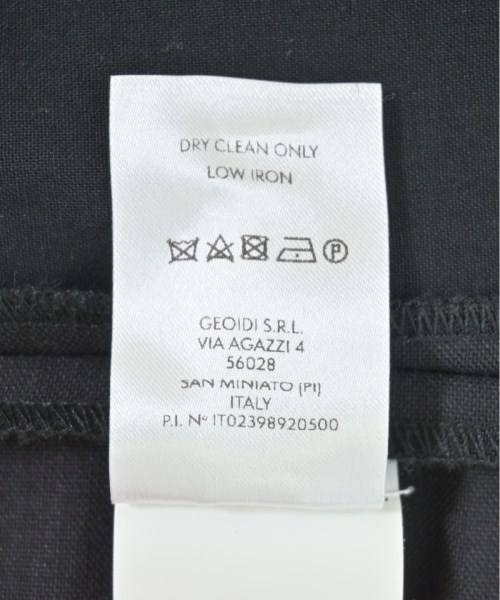 DRY CLEAN ONLY
LOW IRON
P
GEOIDI S.R.L.
VIA AGAZZI 4
56028
SAN MINIATO (PI)
ITALY
P.I. Nº IT02398920500